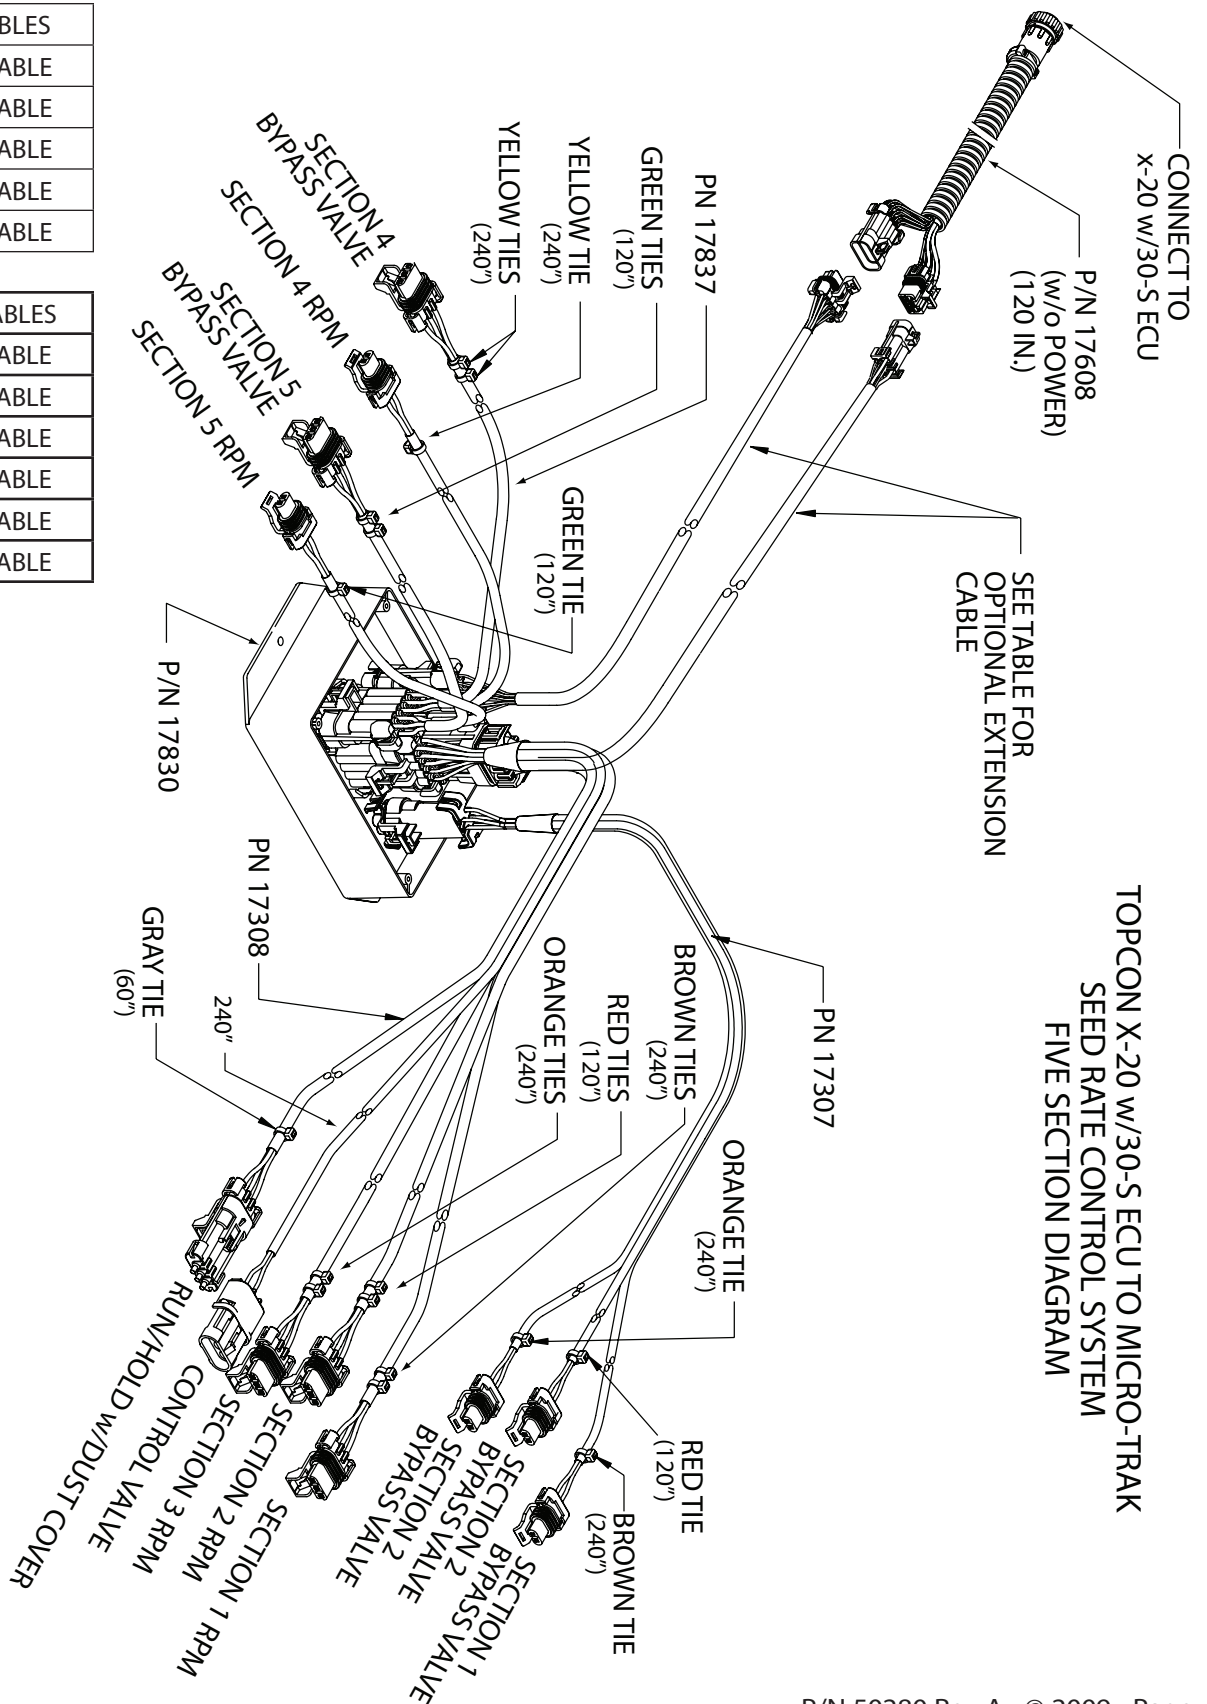 TOPCON X-20 w/30-S ECU TO MICRO-TRAK
SEED RATE CONTROL SYSTEM
FIVE SECTION DIAGRAM
CONNECT TO
x-20 w/30-S ECU
P/N 17608
(w/o POWER)
(120 IN.)
SEE TABLE FOR
OPTIONAL EXTENSION
CABLE
PN 17837
GREEN TIES
(120")
YELLOW TIE
(240")
YELLOW TIES
(240")
SECTION 4
BYPASS VALVE
SECTION 4 RPM
SECTION 5
BYPASS VALVE
SECTION 5 RPM
GREEN TIE
(120")
P/N 17830
PN 17308
GRAY TIE
(60")
240"
PN 17307
BROWN TIES
(240")
RED TIES
(120")
ORANGE TIES
(240")
ORANGE TIE
(240")
RED TIE
(120")
BROWN TIE
(240")
SECTION 1
BYPASS VALVE
SECTION 2
BYPASS VALVE
SECTION 2
BYPASS VALVE
SECTION 1 RPM
SECTION 2 RPM
SECTION 3 RPM
CONTROL VALVE
RUN/HOLD w/DUST COVER
BLES
ABLE
ABLE
ABLE
ABLE
ABLE
ABLES
ABLE
ABLE
ABLE
ABLE
ABLE
ABLE